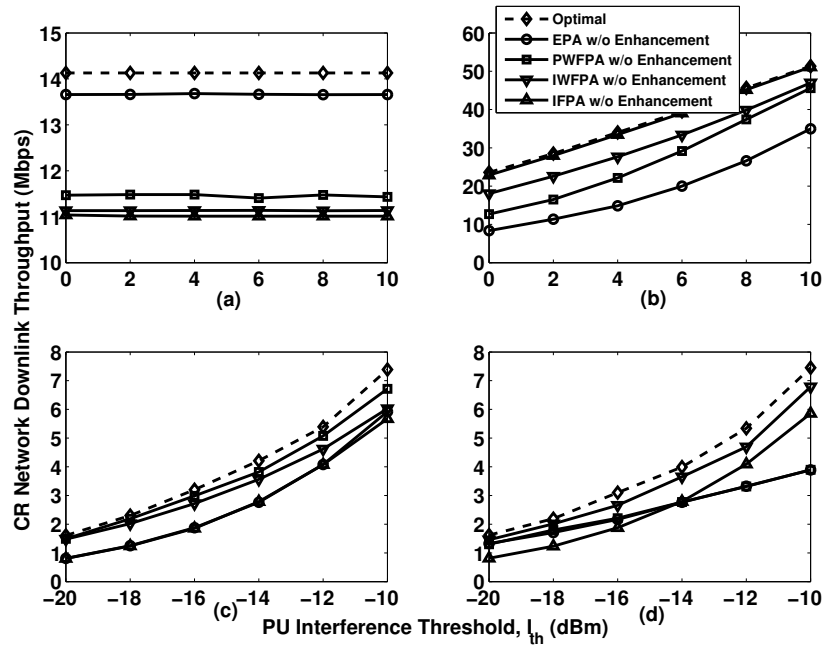 CR Network Downlink Throughput (Mbps)
15
14
13
12
11
10
0 2 4 6 8 10
(a)
60
50
40
30
20
10
0
0 2 4 6 8 10
(b)
Optimal
EPA w/o Enhancement
PWFPA w/o Enhancement
IWFPA w/o Enhancement
IFPA w/o Enhancement
8
7
6
5
4
3
2
1
0
−20 −18 −16 −14 −12 −10
(c)
8
7
6
5
4
3
2
1
0
−20 −18 −16 −14 −12 −10
(d)
PU Interference Threshold, I_th (dBm)